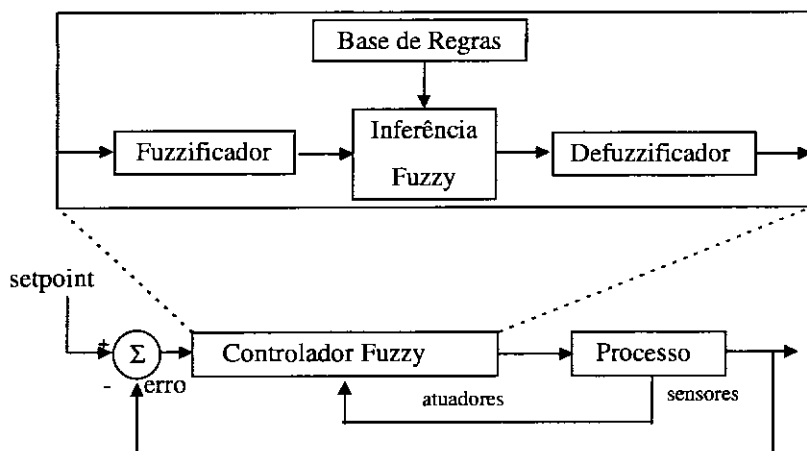 Base de Regras
Fuzzificador
Inferência
Fuzzy
Defuzzificador
setpoint
+
Σ
-
erro
Controlador Fuzzy
Processo
atuadores
sensores